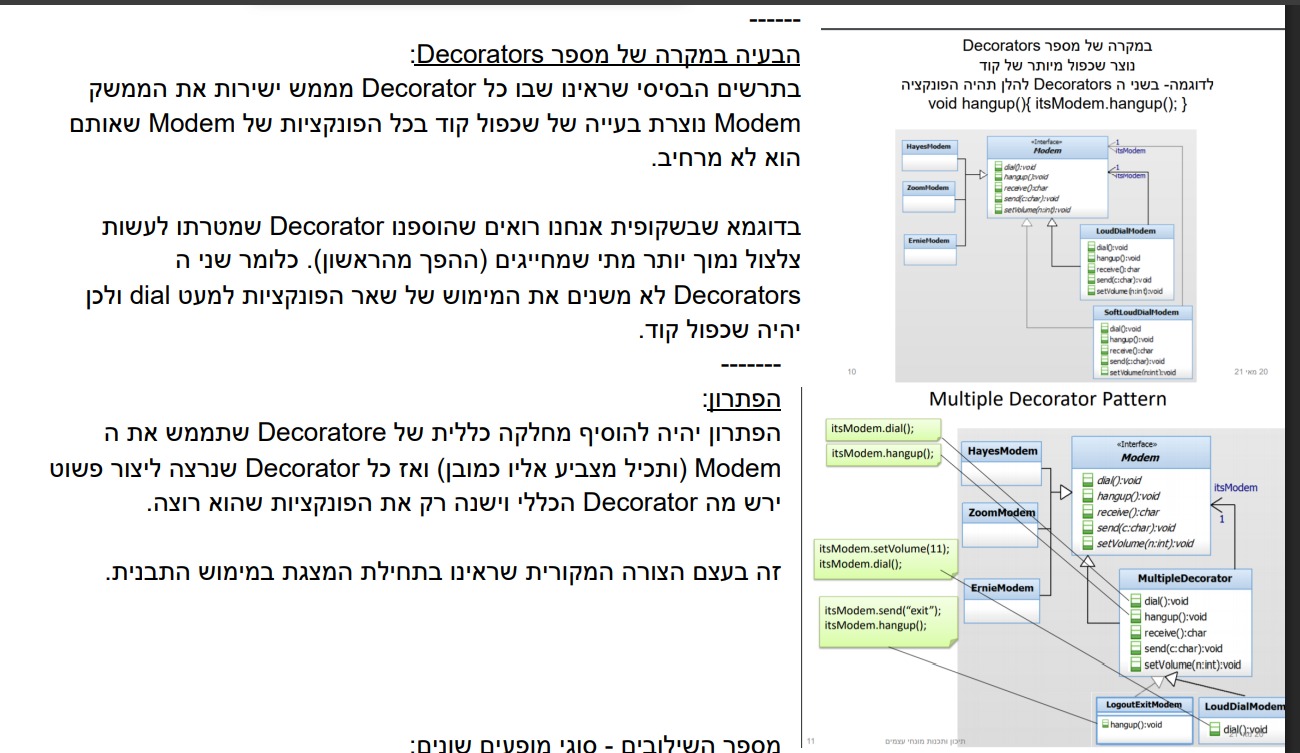 ------
הבעיה במקרה של מספר Decorators:
בתרשים הבסיסי שראינו שבו כל Decorator מממש ישירות את הממשק
Modem נוצרת בעייה של שכפול קוד בכל הפונקציות של Modem שאותם
הוא לא מרחיב.
בדוגמא שבשקופית אנחנו רואים שהוספנו Decorator שמטרתו לעשות
צלצול נמוך יותר מתי שמחייגים (ההפך מהראשון). כלומר שני ה
Decorators לא משנים את המימוש של שאר הפונקציות למעט dial ולכן
יהיה שכפול קוד.
-------
הפתרון:
הפתרון יהיה להוסיף מחלקה כללית של Decoratore שתממש את ה
Modem (ותכיל מצביע אליו כמובן) ואז כל Decorator שנרצה ליצור פשוט
ירש מה Decorator הכללי וישנה רק את הפונקציות שהוא רוצה.
זה בעצם הצורה המקורית שראינו בתחילת המצגת במימוש התבנית.
מספר השילובים - סוגי מופעים שונים:
במקרה של מספר Decorators
נוצר שכפול מיותר של קוד
לדוגמה- בשני ה Decorators להלן תהיה הפונקציה
void hangup(){ itsModem.hangup(); }
HayesModem
ZoomModem
ErnieModem
«Interface»
Modem
dial():void
hangup():void
receive():char
send(c:char):void
setVolume(n:int):void
1
itsModem
1
itsModem
LoudDialModem
dial():void
hangup():void
receive():char
send(c:char):void
setVolume(n:int):void
SoftLoudDialModem
dial():void
hangup():void
receive():char
send(c:char):void
setVolume(n:int):void
10
20 מאי 21
Multiple Decorator Pattern
itsModem.dial();
itsModem.hangup();
itsModem.setVolume(11);
itsModem.dial();
itsModem.send(“exit”);
itsModem.hangup();
HayesModem
ZoomModem
ErnieModem
«Interface»
Modem
dial():void
hangup():void
receive():char
send(c:char):void
setVolume(n:int):void
itsModem
1
MultipleDecorator
dial():void
hangup():void
receive():char
send(c:char):void
setVolume(n:int):void
LogoutExitModem
hangup():void
LoudDialModem
dial():void
11
תיכון ותכנות מונחי עצמים